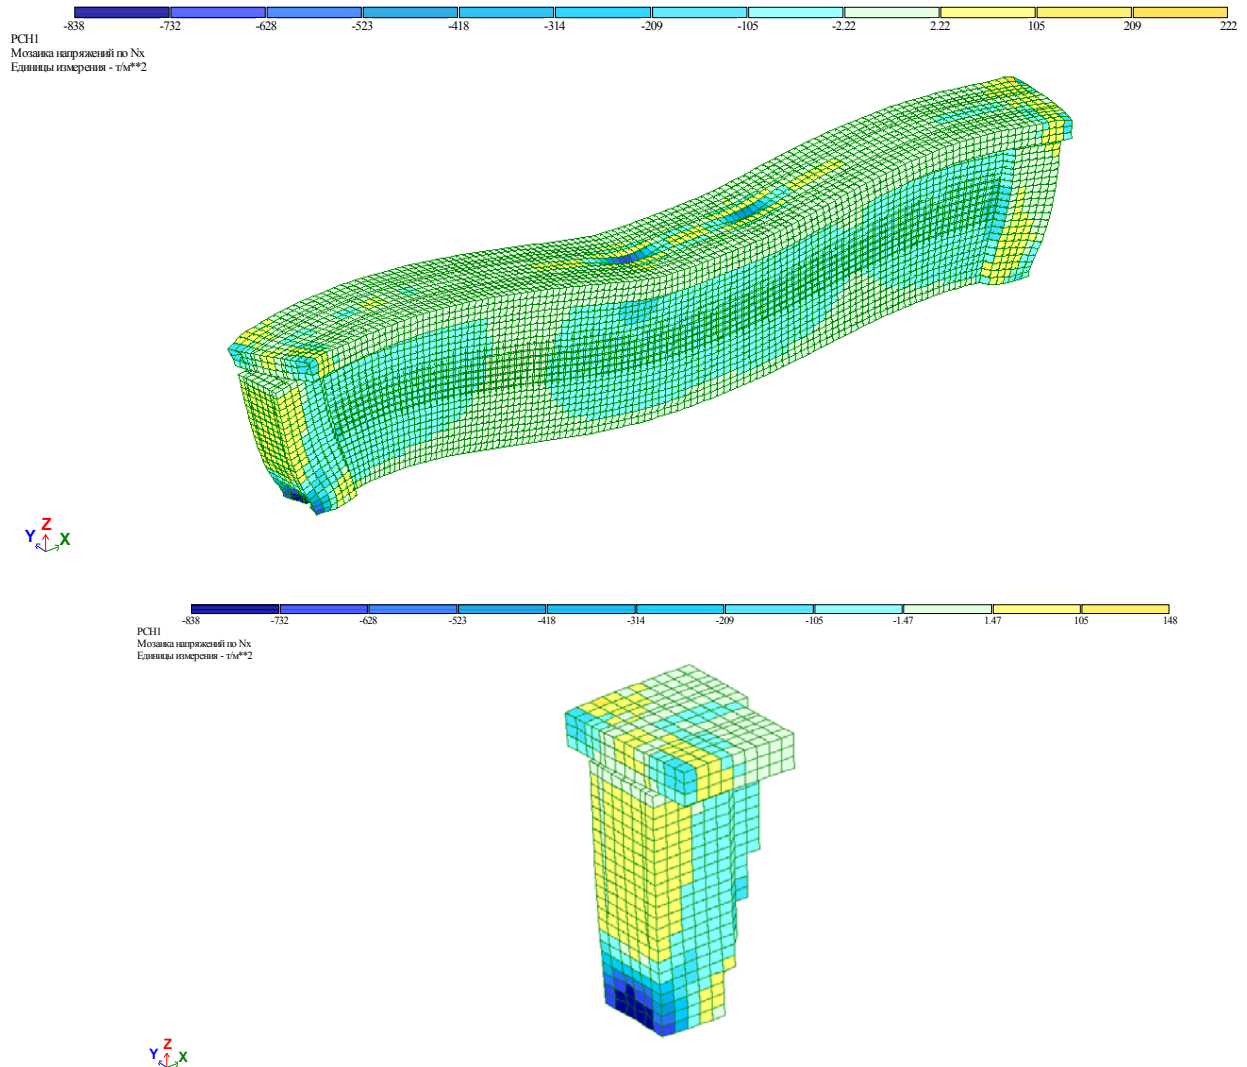 -838 -732 -628 -523 -418 -314 -209 -105 -2.22 2.22 105 209 222
РСН1
Мозаика напряжений по Nx
Единицы измерения - т/м**2
Z
Y X
-838 -732 -628 -523 -418 -314 -209 -105 -1.47 1.47 105 148
РСН1
Мозаика напряжений по Nx
Единицы измерения - т/м**2
Z
Y X